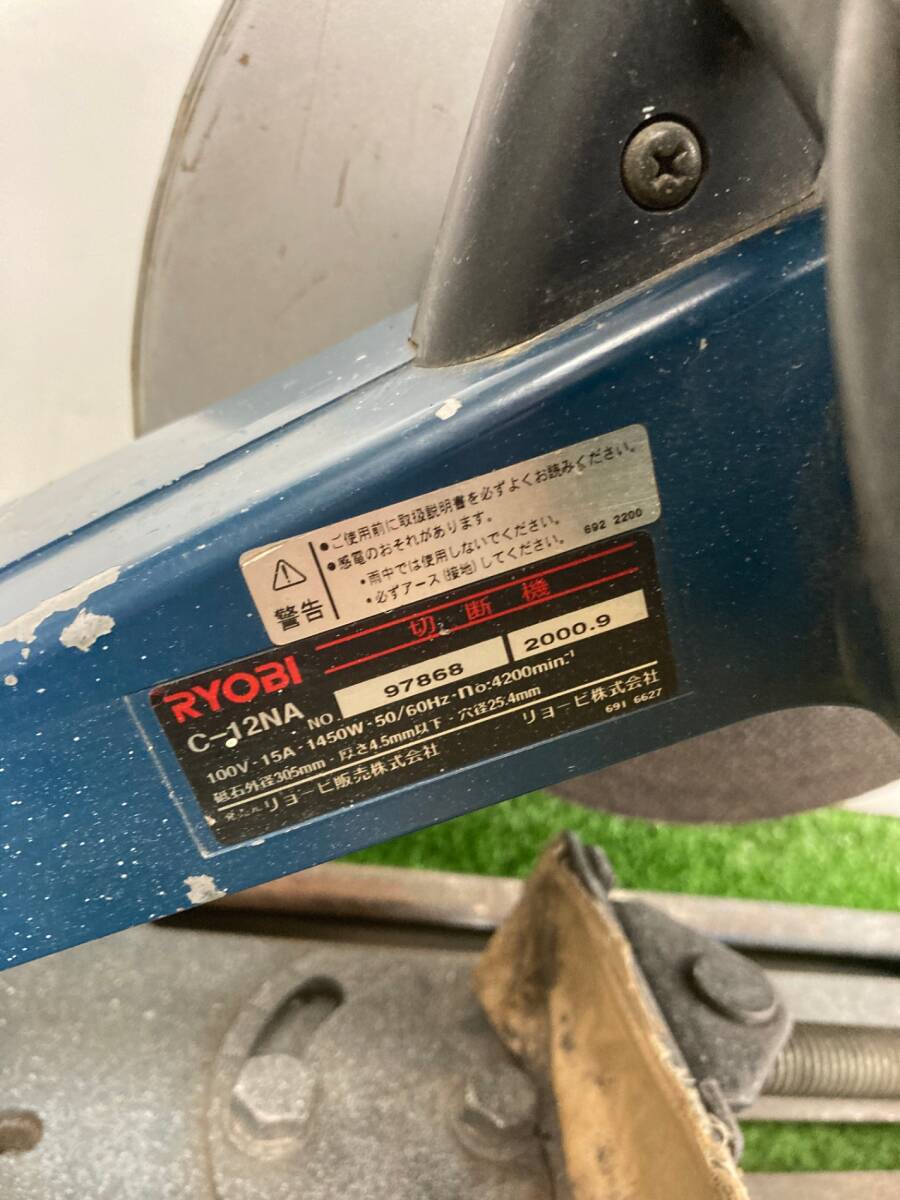 警告
•ご使用前に取扱説明書を必ずよくお読みください。
•感電のおそれがあります。
•雨中では使用しないでください。
•必ずアース(接地)してください。
692 2200
切断機
RYOBI
C-12NA
NO. 97868 2000.9
100V・15A・1450W・50/60Hz・no:4200min.⁻¹
砥石外径305mm・厚さ4.5mm以下・穴径25.4mm
発売元 リョービ販売株式会社
リョービ株式会社
691 6627